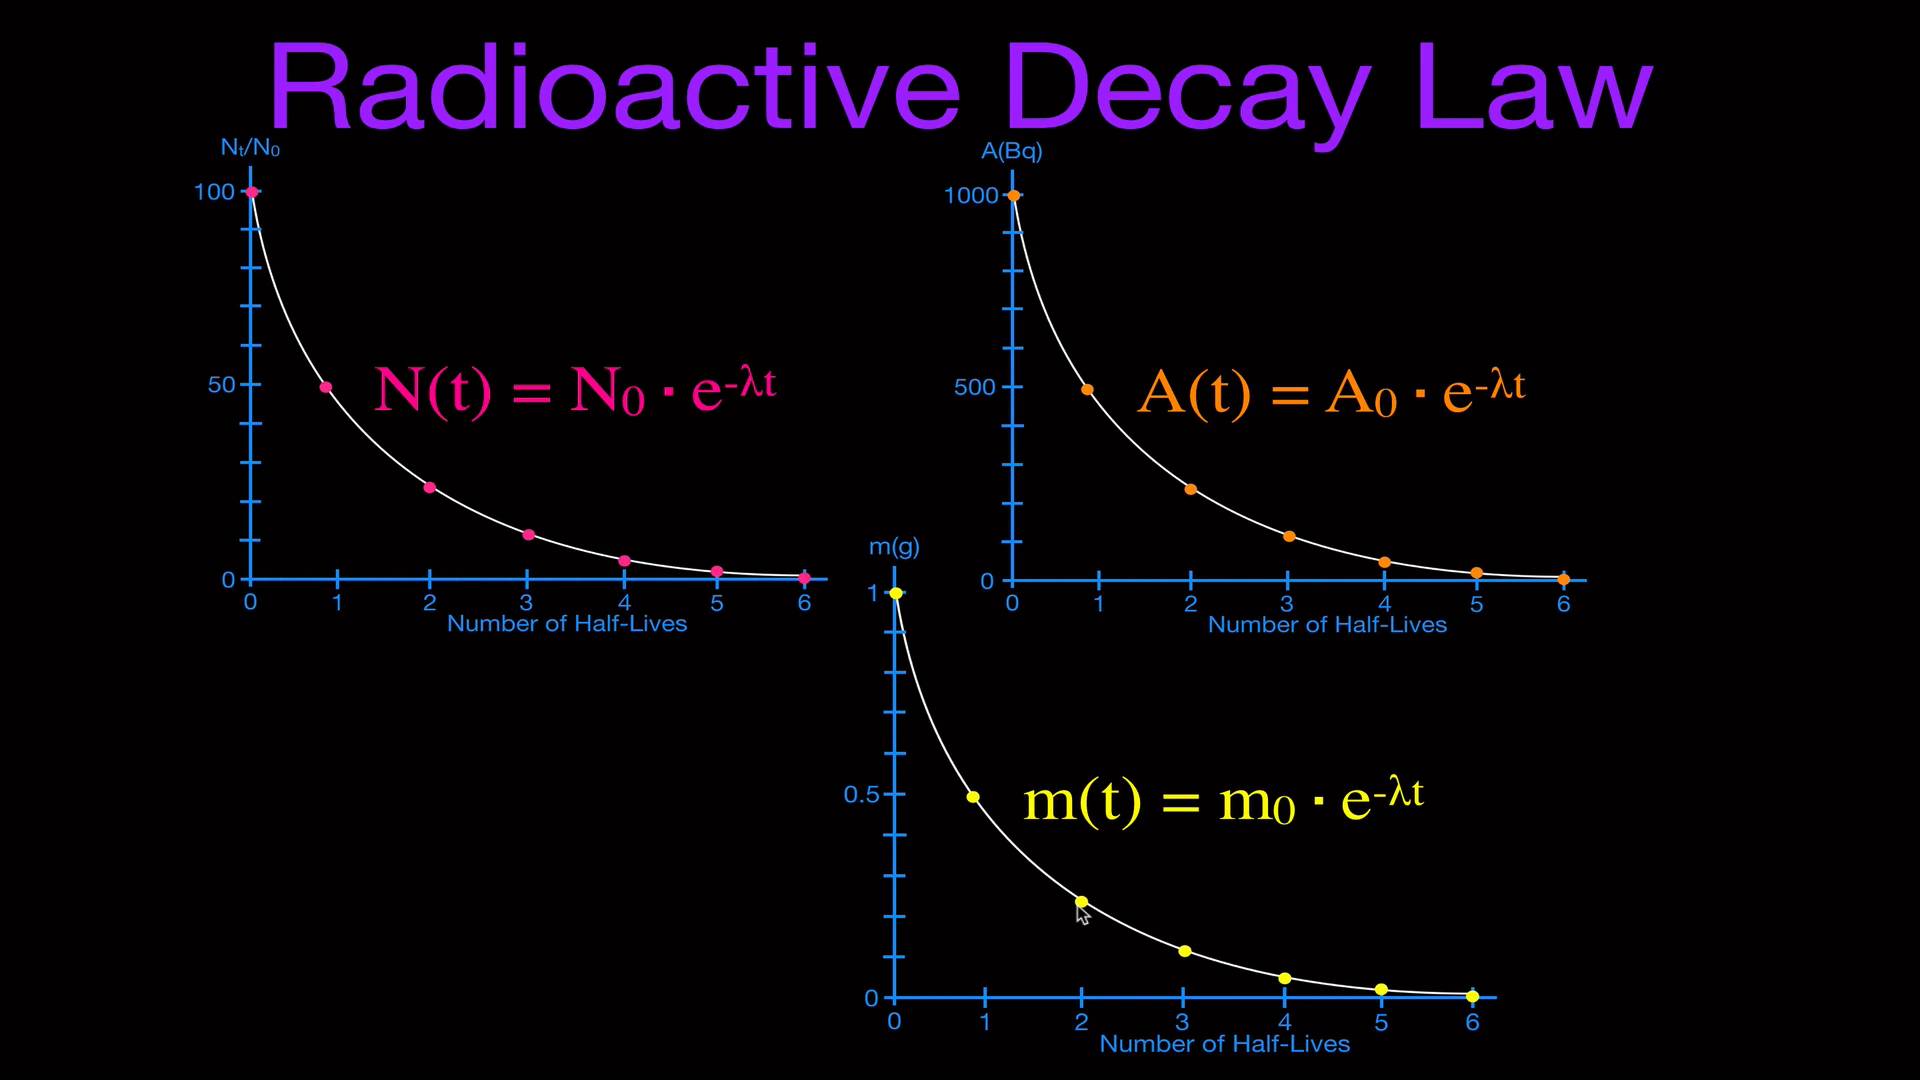 Radioactive Decay Law
Nt/N0
100
50
0
0 1 2 3 4 5 6
Number of Half-Lives
N(t) = N0 · e-λt
A(Bq)
1000
500
0
0 1 2 3 4 5 6
Number of Half-Lives
A(t) = A0 · e-λt
m(g)
1
0.5
0
0 1 2 3 4 5 6
Number of Half-Lives
m(t) = m0 · e-λt